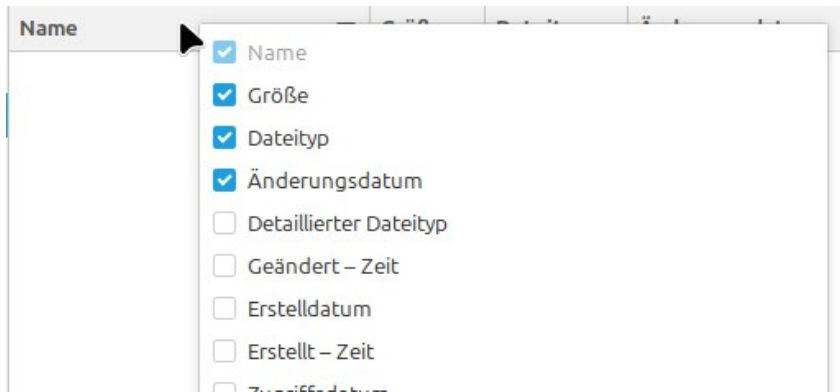 Name
Name
Größe
Dateityp
Änderungsdatum
Detaillierter Dateityp
Geändert – Zeit
Erstelldatum
Erstellt – Zeit